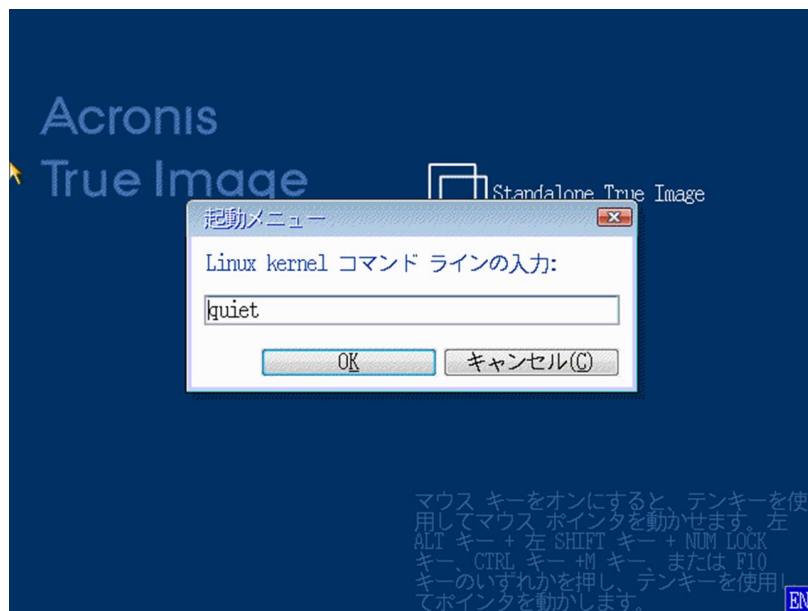 Acronis
True Image
Standalone True Image
起動メニュー
Linux kernel コマンド ラインの入力:
quiet
OK
キャンセル(C)
マウス キーをオンにすると、テンキーを使
用してマウス ポインタを動かせます。左
ALT キー + 左 SHIFT キー + NUM LOCK
キー、CTRL キー +M キー、または F10
キーのいずれかを押し、テンキーを使用し
てポインタを動かします。
EN